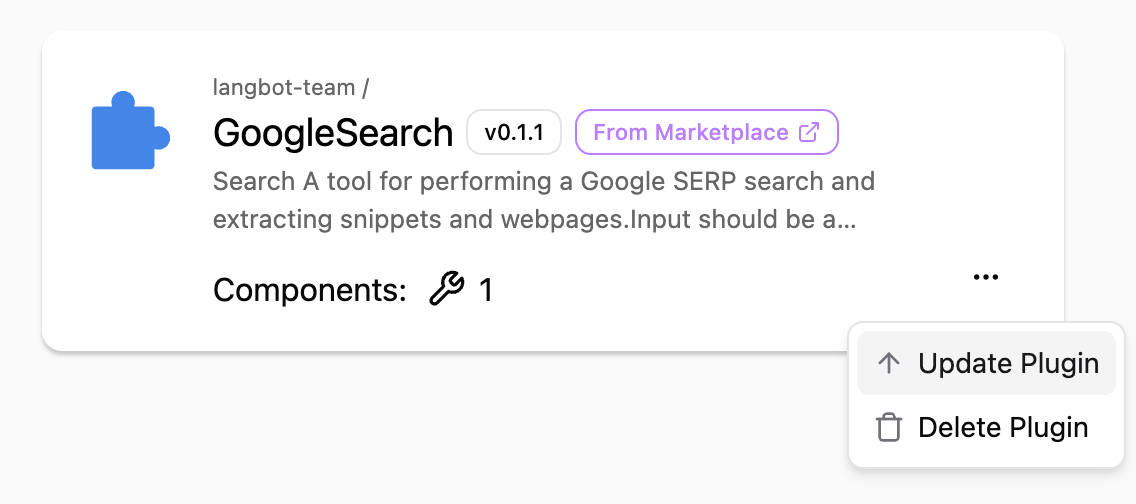 langbot-team /
GoogleSearch v0.1.1 From Marketplace
Search A tool for performing a Google SERP search and
extracting snippets and webpages.Input should be a...
Components: 1
Update Plugin
Delete Plugin